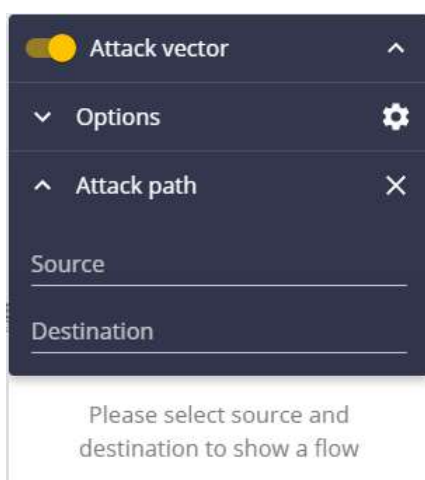 Attack vector
Options
Attack path
Source
Destination
Please select source and
destination to show a flow